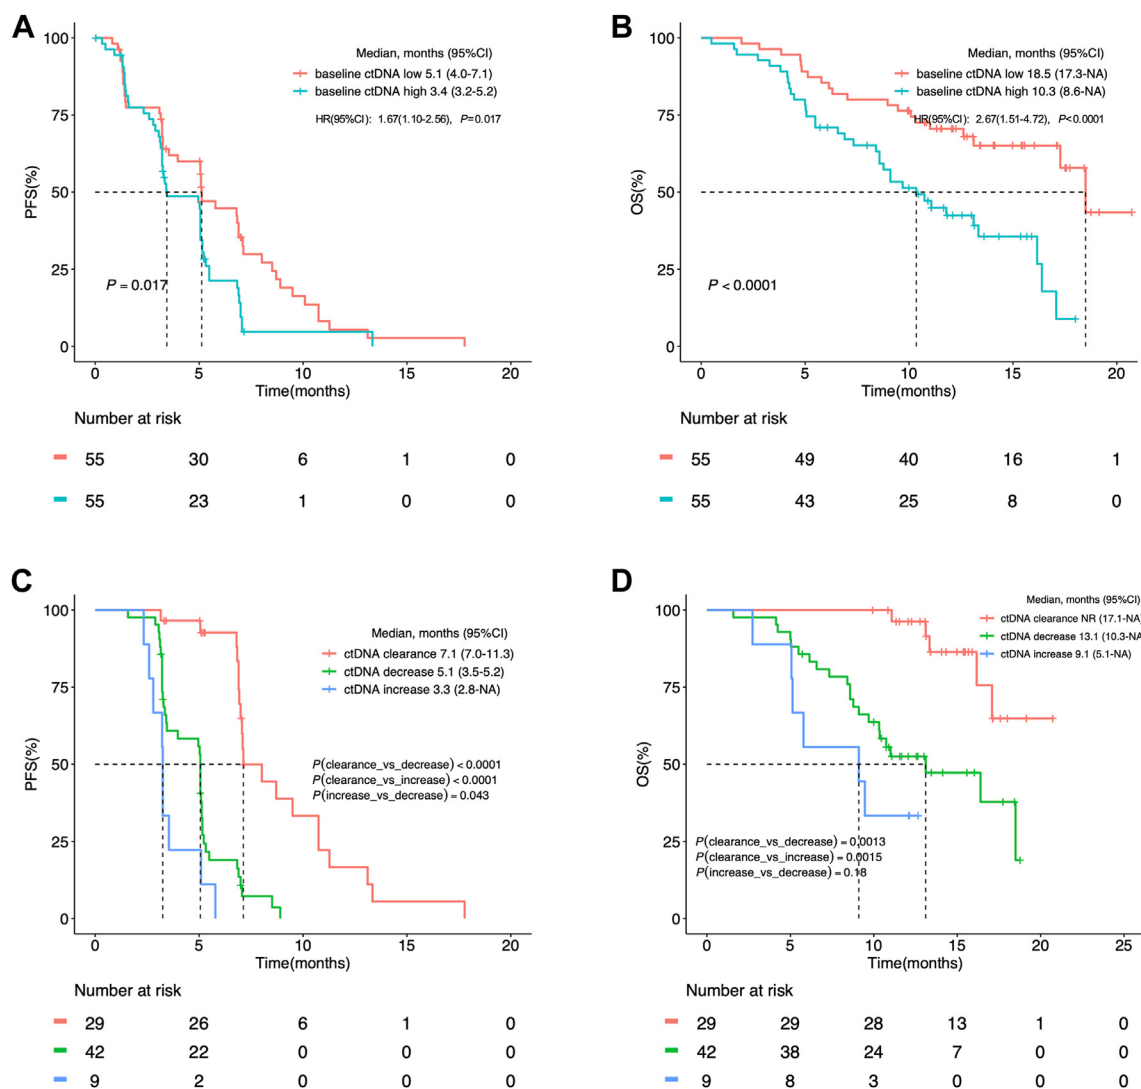 A
Median, months (95%CI)
baseline ctDNA low 5.1 (4.0-7.1)
baseline ctDNA high 3.4 (3.2-5.2)
HR(95%CI): 1.67(1.10-2.56), P=0.017
100
75
50
25
0
PFS(%)
P = 0.017
0 5 10 15 20
Time(months)
Number at risk
55 30 6 1 0
55 23 1 0 0
B
Median, months (95%CI)
baseline ctDNA low 18.5 (17.3-NA)
baseline ctDNA high 10.3 (8.6-NA)
HR(95%CI): 2.67(1.51-4.72), P<0.0001
100
75
50
25
0
OS(%)
P < 0.0001
0 5 10 15 20
Time(months)
Number at risk
55 49 40 16 1
55 43 25 8 0
C
Median, months (95%CI)
ctDNA clearance 7.1 (7.0-11.3)
ctDNA decrease 5.1 (3.5-5.2)
ctDNA increase 3.3 (2.8-NA)
P(clearance_vs_decrease) < 0.0001
P(clearance_vs_increase) < 0.0001
P(increase_vs_decrease) = 0.043
100
75
50
25
0
PFS(%)
0 5 10 15 20
Time(months)
Number at risk
29 26 6 1 0
42 22 0 0 0
9 2 0 0 0
D
Median, months (95%CI)
ctDNA clearance NR (17.1-NA)
ctDNA decrease 13.1 (10.3-NA
ctDNA increase 9.1 (5.1-NA)
100
75
50
25
0
OS(%)
P(clearance_vs_decrease) = 0.0013
P(clearance_vs_increase) = 0.0015
P(increase_vs_decrease) = 0.18
0 5 10 15 20 25
Time(months)
Number at risk
29 29 28 13 1 0
42 38 24 7 0 0
9 8 3 0 0 0